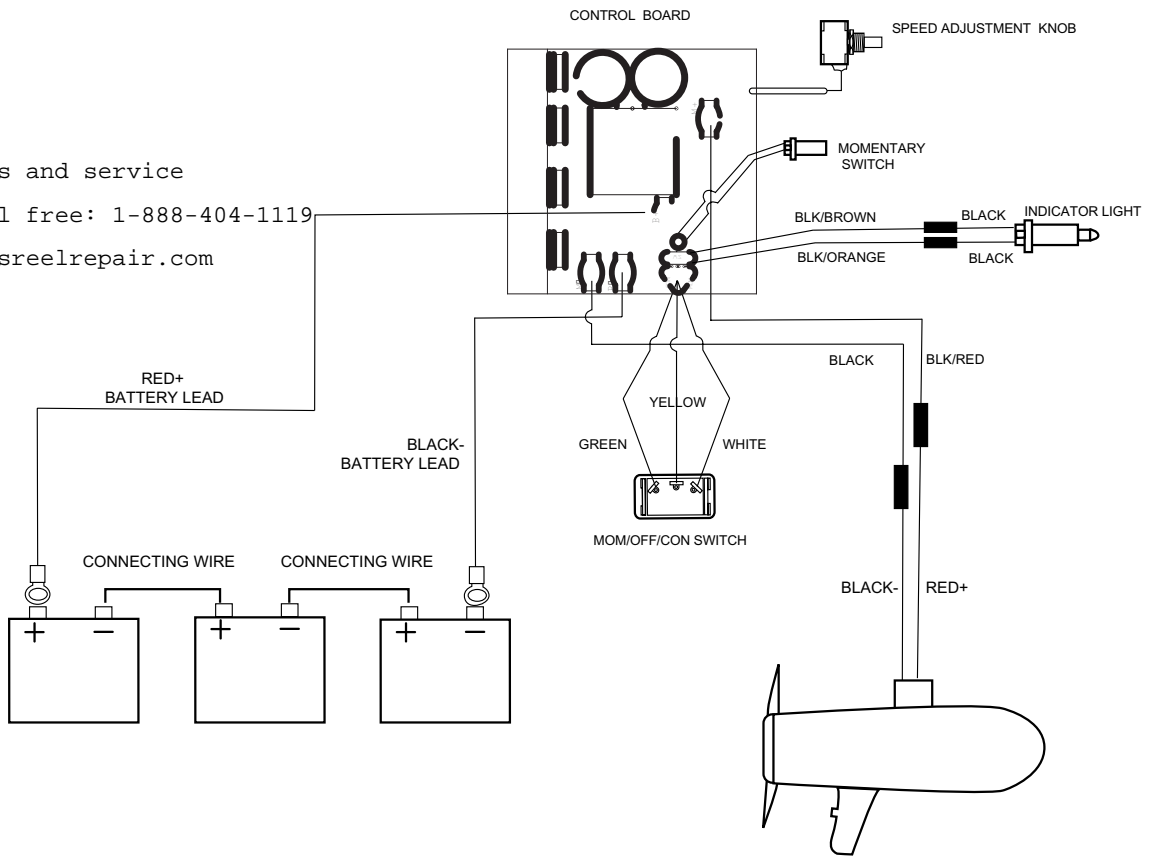 CONTROL BOARD
SPEED ADJUSTMENT KNOB
MOMENTARY
SWITCH
s and service
l free: 1-888-404-1119
sreelrepair.com
BLK/BROWN
BLACK
INDICATOR LIGHT
BLK/ORANGE
BLACK
BLACK
BLK/RED
RED+
BATTERY LEAD
YELLOW
GREEN
WHITE
BLACK-
BATTERY LEAD
MOM/OFF/CON SWITCH
CONNECTING WIRE
CONNECTING WIRE
BLACK-
RED+
+ −
+ −
+ −